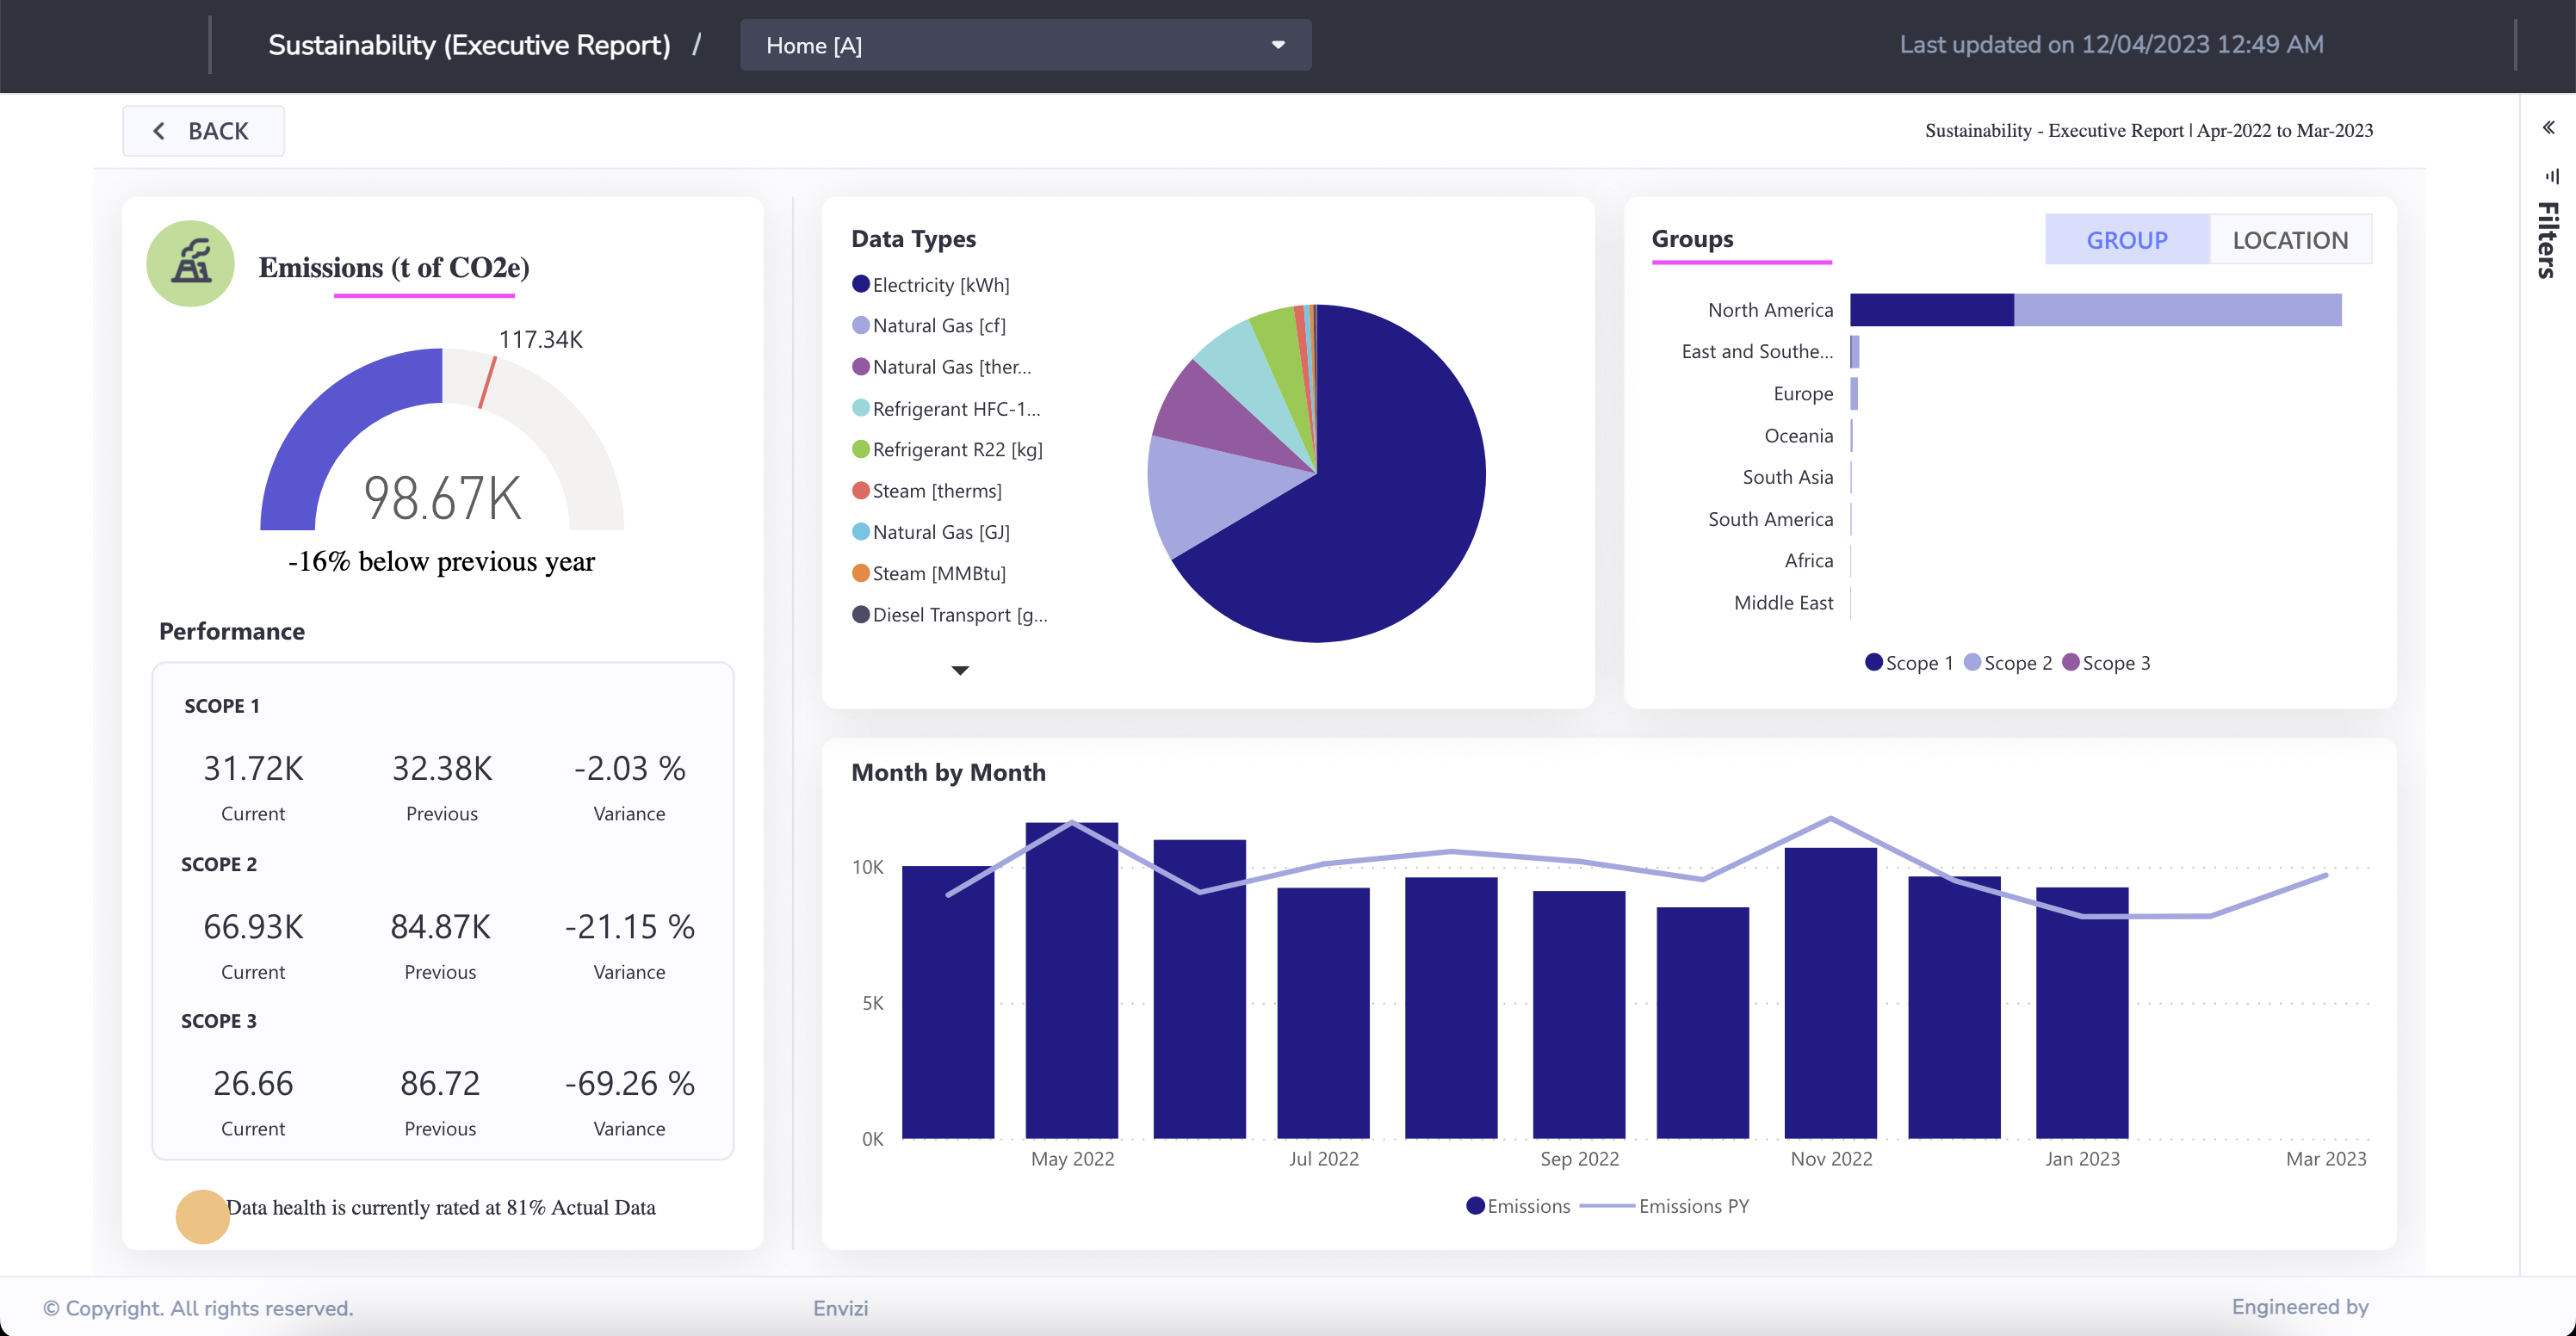 Sustainability (Executive Report) / Home [A]
Last updated on 12/04/2023 12:49 AM
BACK
Sustainability - Executive Report | Apr-2022 to Mar-2023
Filters
Emissions (t of CO2e)
117.34K
98.67K
-16% below previous year
Performance
SCOPE 1
31.72K 32.38K -2.03 %
Current Previous Variance
SCOPE 2
66.93K 84.87K -21.15 %
Current Previous Variance
SCOPE 3
26.66 86.72 -69.26 %
Current Previous Variance
Data health is currently rated at 81% Actual Data
Data Types
Electricity [kWh]
Natural Gas [cf]
Natural Gas [ther...
Refrigerant HFC-1...
Refrigerant R22 [kg]
Steam [therms]
Natural Gas [GJ]
Steam [MMBtu]
Diesel Transport [g...
Groups
GROUP LOCATION
North America
East and Southe...
Europe
Oceania
South Asia
South America
Africa
Middle East
Scope 1 Scope 2 Scope 3
Month by Month
10K
5K
0K
May 2022 Jul 2022 Sep 2022 Nov 2022 Jan 2023 Mar 2023
Emissions Emissions PY
© Copyright. All rights reserved.
Envizi
Engineered by